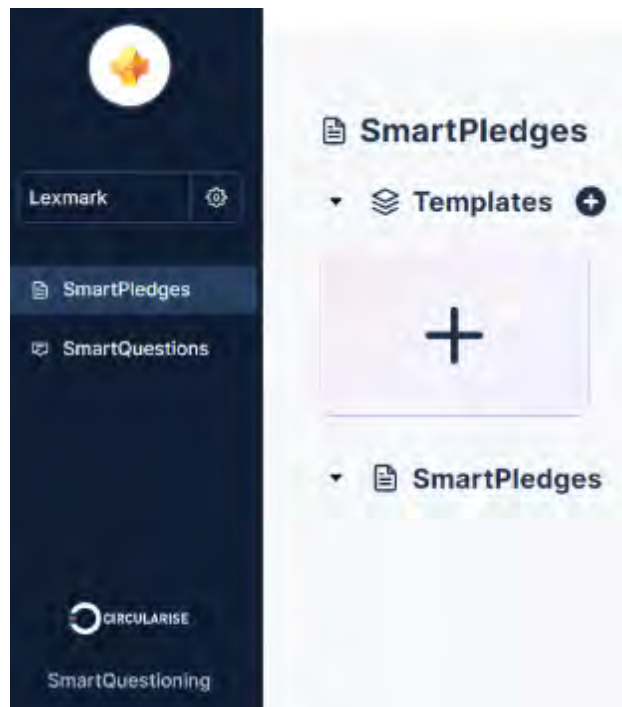 Lexmark
SmartPledges
SmartQuestions
CIRCULARISE
SmartQuestioning
SmartPledges
Templates
SmartPledges